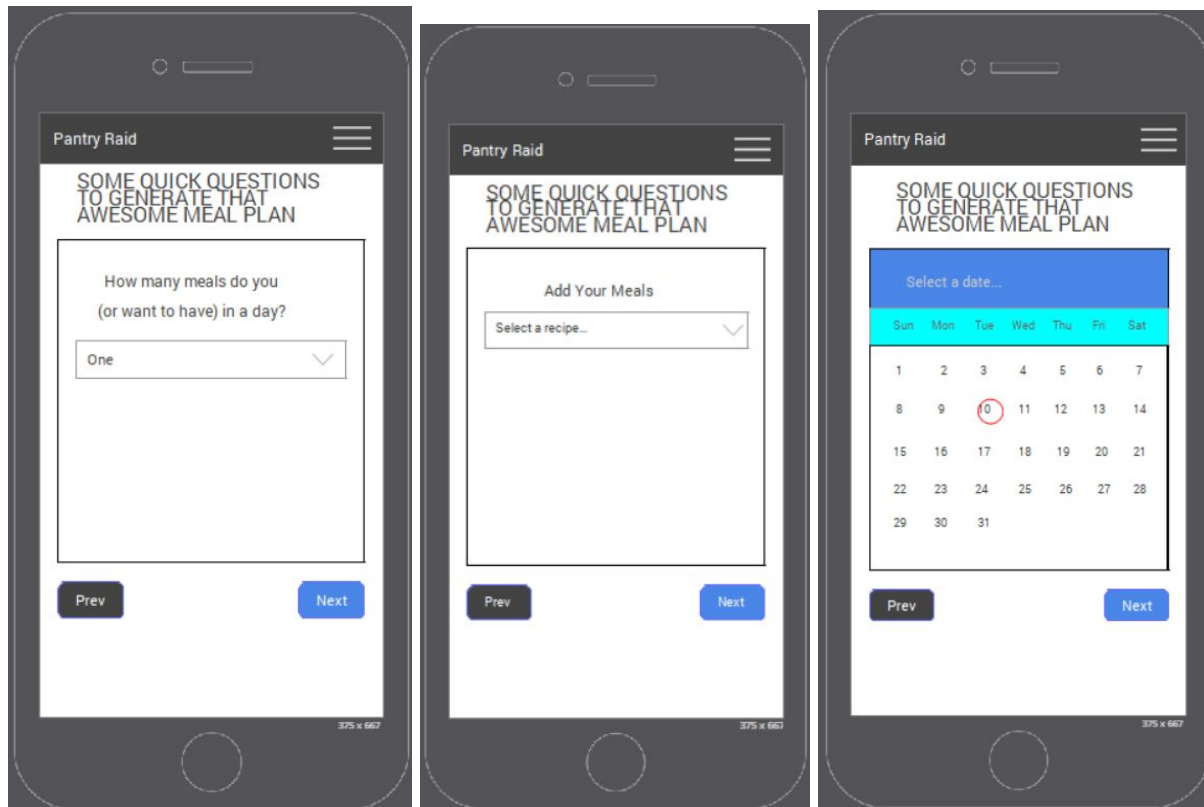 Pantry Raid
SOME QUICK QUESTIONS
TO GENERATE THAT
AWESOME MEAL PLAN
How many meals do you
(or want to have) in a day?
One
Prev Next
375 x 667
Pantry Raid
SOME QUICK QUESTIONS
TO GENERATE THAT
AWESOME MEAL PLAN
Add Your Meals
Select a recipe...
Prev Next
375 x 667
Pantry Raid
SOME QUICK QUESTIONS
TO GENERATE THAT
AWESOME MEAL PLAN
Select a date...
Sun Mon Tue Wed Thu Fri Sat
1 2 3 4 5 6 7
8 9 10 11 12 13 14
15 16 17 18 19 20 21
22 23 24 25 26 27 28
29 30 31
Prev Next
375 x 667